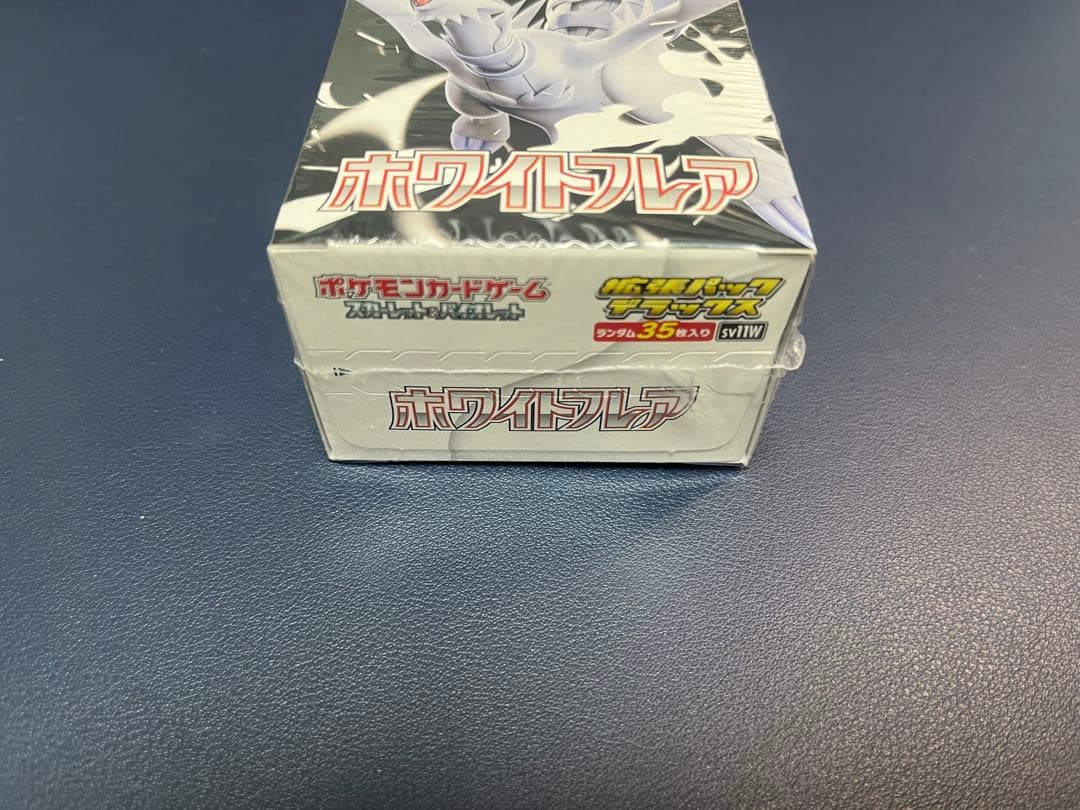 ホワイトフレア
ポケモンカードゲーム
スカーレット&バイオレット
拡張パック
デラックス
ランダム35枚入り SV11W
ホワイトフレア